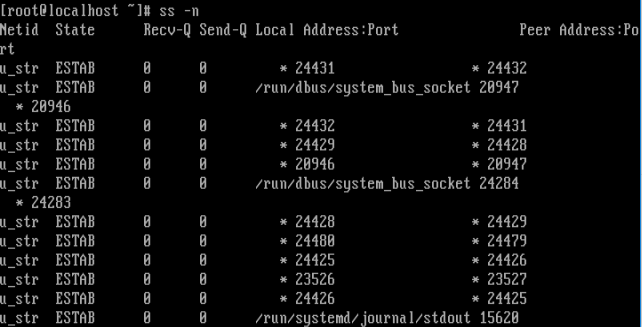 [root@localhost ~]# ss -n
Netid  State      Recv-Q Send-Q Local Address:Port                Peer Address:Po
rt
u_str  ESTAB      0      0         * 24431                 * 24432
u_str  ESTAB      0      0      /run/dbus/system_bus_socket 20947
  * 20946
u_str  ESTAB      0      0         * 24432                 * 24431
u_str  ESTAB      0      0         * 24429                 * 24428
u_str  ESTAB      0      0         * 20946                 * 20947
u_str  ESTAB      0      0      /run/dbus/system_bus_socket 24284
  * 24283
u_str  ESTAB      0      0         * 24428                 * 24429
u_str  ESTAB      0      0         * 24480                 * 24479
u_str  ESTAB      0      0         * 24425                 * 24426
u_str  ESTAB      0      0         * 23526                 * 23527
u_str  ESTAB      0      0         * 24426                 * 24425
u_str  ESTAB      0      0      /run/systemd/journal/stdout 15620